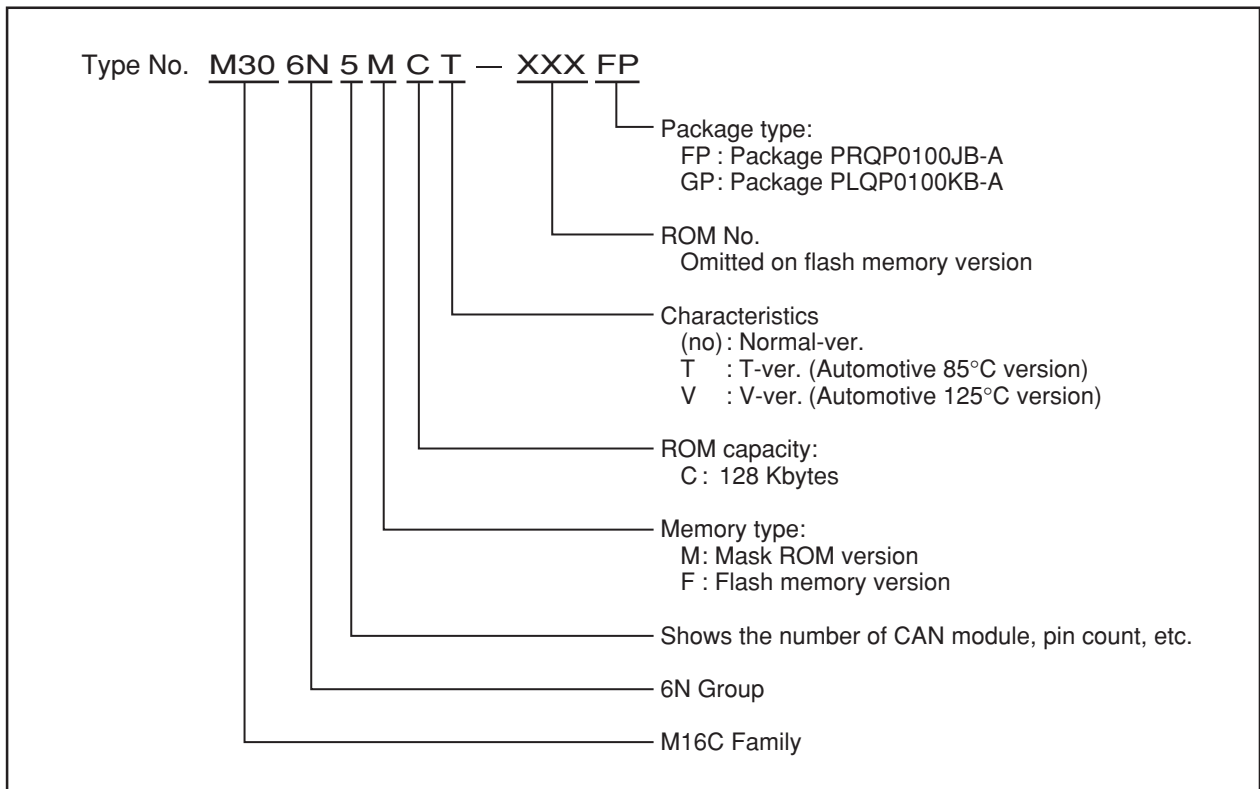 Type No. M30 6N 5 M C T — XXX FP
Package type:
FP : Package PRQP0100JB-A
GP : Package PLQP0100KB-A
ROM No.
Omitted on flash memory version
Characteristics
(no) : Normal-ver.
T : T-ver. (Automotive 85°C version)
V : V-ver. (Automotive 125°C version)
ROM capacity:
C : 128 Kbytes
Memory type:
M: Mask ROM version
F : Flash memory version
Shows the number of CAN module, pin count, etc.
6N Group
M16C Family